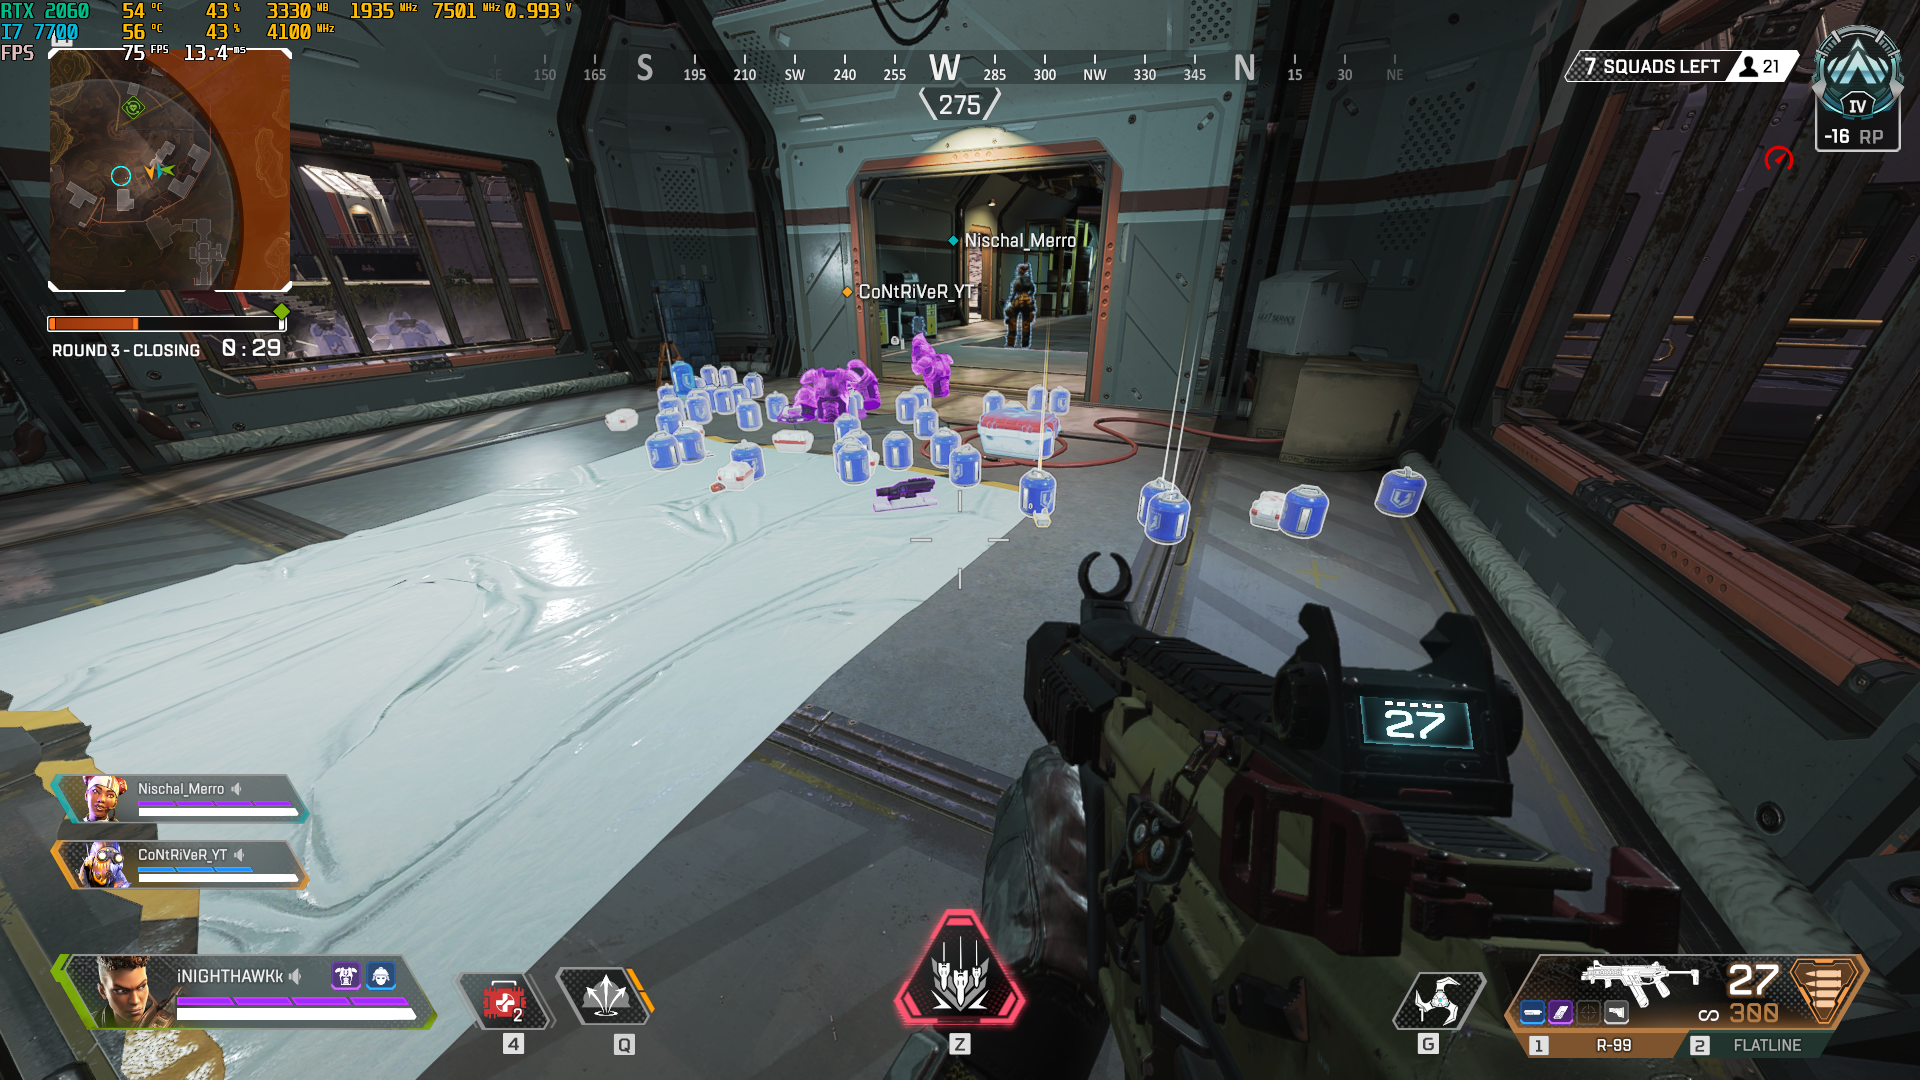 RTX 2060 54 °C 43 % 3330 MB 1935 MHz 7501 MHz 0.993 V
I7 7700 56 °C 43 % 4100 MHz
FPS 75 FPS 13.4 ms
SE 150 165 S 195 210 SW 240 255 W 285 300 NW 330 345 N 15 30 NE
275
7 SQUADS LEFT 21
IV
-16 RP
Nischal_Merro
CoNtRiVeR_YT
ROUND 3 - CLOSING 0:29
27
Nischal_Merro
CoNtRiVeR_YT
iNIGHTHAWKk
2
4
Q
Z
G
27
300
1 R-99 2 FLATLINE